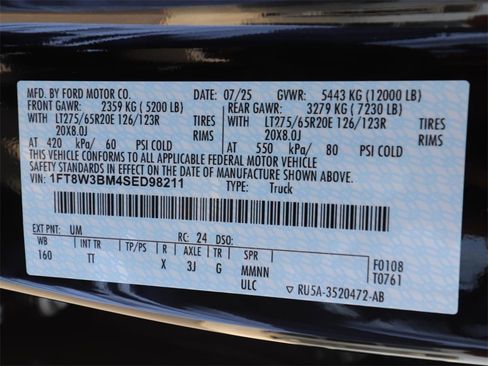 MFD. BY FORD MOTOR CO. 07/25 GVWR: 5443 KG ( 12000 LB)
FRONT GAWR: 2359 KG ( 5200 LB) REAR GAWR: 3279 KG ( 7230 LB)
WITH LT275/65R20E 126/123R TIRES WITH LT275/65R20E 126/123R TIRES
20X8.0J RIMS 20X8.0J RIMS
AT 420 kPa/ 60 PSI COLD AT 550 kPa/ 80 PSI COLD
THIS VEHICLE CONFORMS TO ALL APPLICABLE FEDERAL MOTOR VEHICLE
SAFETY STANDARDS IN EFFECT ON THE DATE OF MANUFACTURE SHOWN ABOVE.
VIN: 1FT8W3BM4SED98211 TYPE: Truck
EXT PNT: UM RC: 24 DSO:
WB INT TR TP/PS R AXLE TR SPR F0108
160 TT X 3J G MMNN T0761
ULC ▽ RU5A-3520472-AB